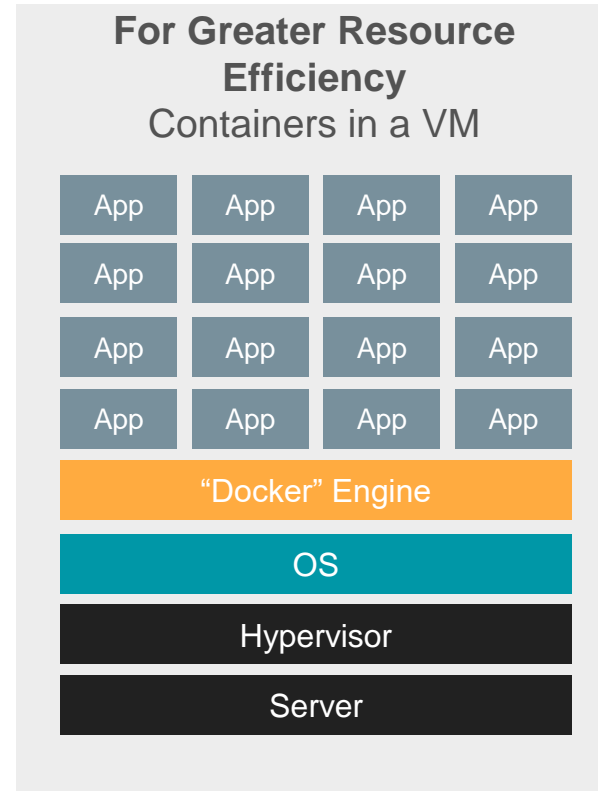 For Greater Resource
Efficiency
Containers in a VM
App App App App
App App App App
App App App App
App App App App
“Docker” Engine
OS
Hypervisor
Server